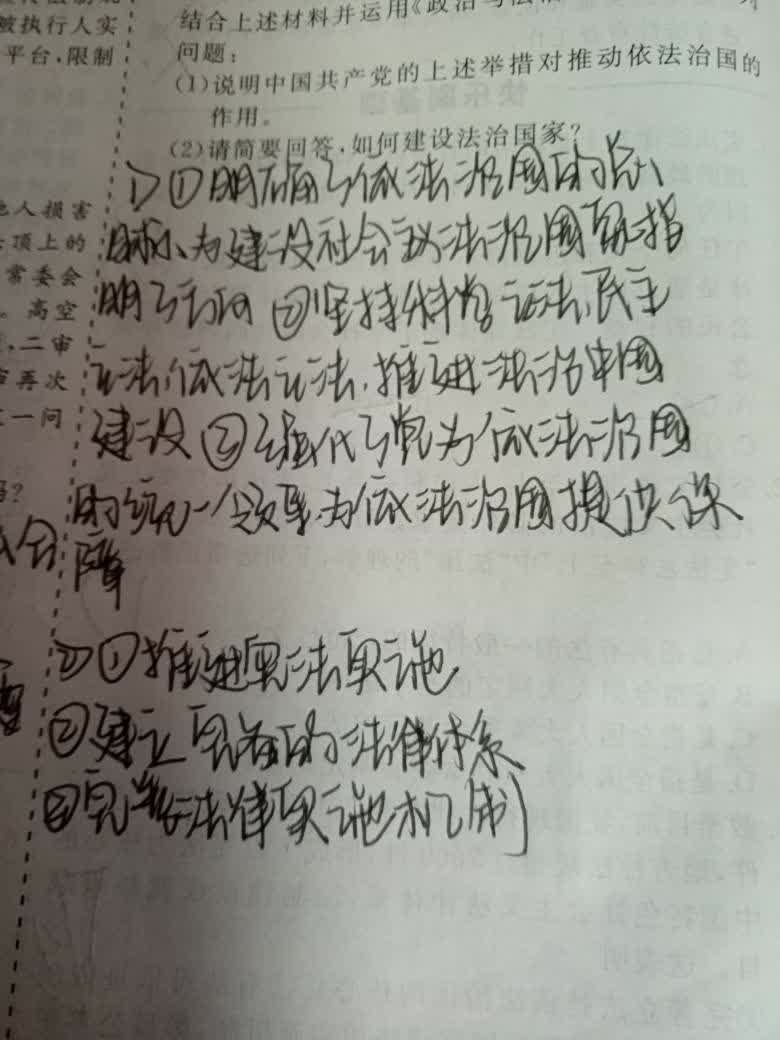 被执行人实
平台，限制
结合上述材料并运用《政治与法
问题：
(1)说明中国共产党的上述举措对推动依法治国的
作用。
(2)请简要回答，如何建设法治国家？
他人损害
顶上的
常委会
。高空
，二审
审再次
一问
1) ①明确了依法治国的总
目标，为建设社会主义法治国家指
明了方向 ②坚持科学立法，民主
立法，依法立法，推进法治中国
建设 ③强化了党为依法治国
的统一领导，为依法治国提供保
障
2) ①推进宪法实施
②建立完备的法律体系
③完善法律实施机制